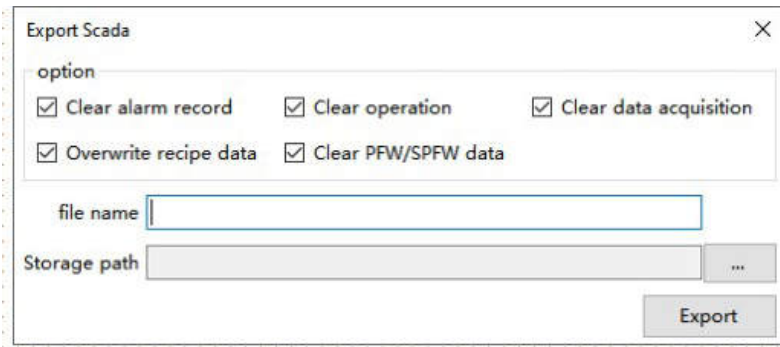 Export Scada
option
Clear alarm record Clear operation Clear data acquisition
Overwrite recipe data Clear PFW/SPFW data
file name
Storage path ...
Export